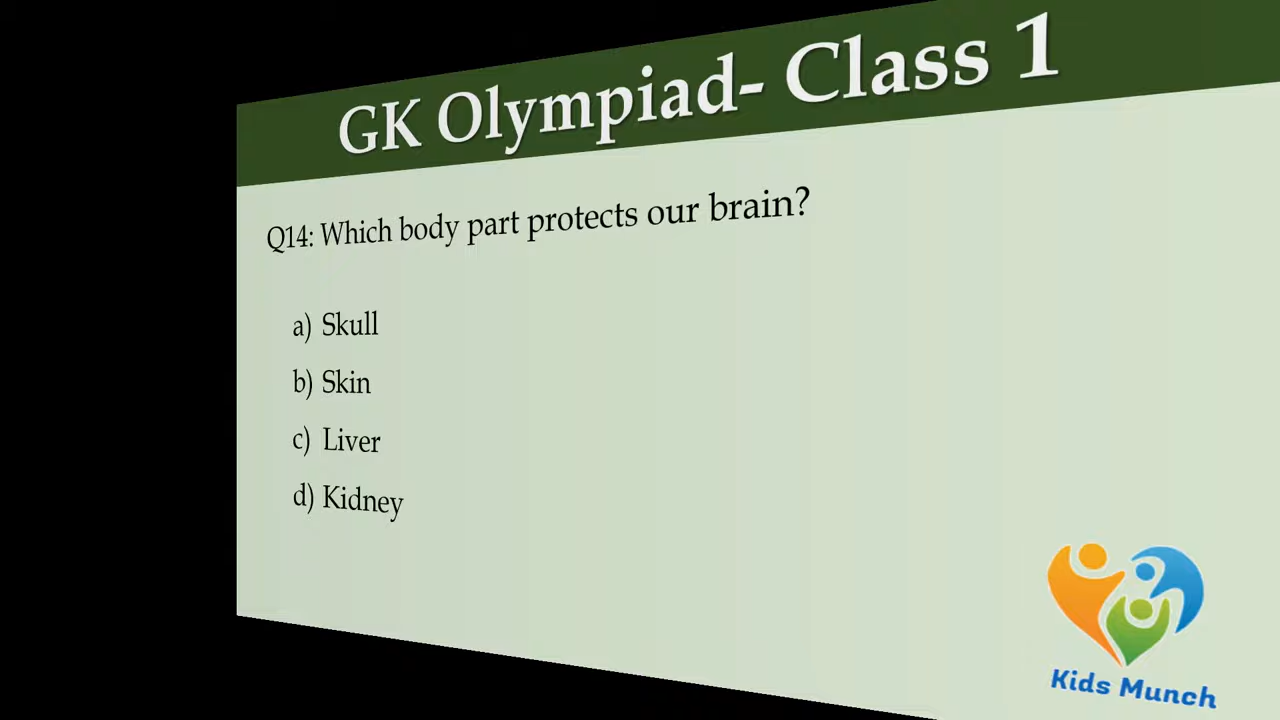 GK Olympiad- Class 1
Q14: Which body part protects our brain?
a) Skull
b) Skin
c) Liver
d) Kidney
Kids Munch